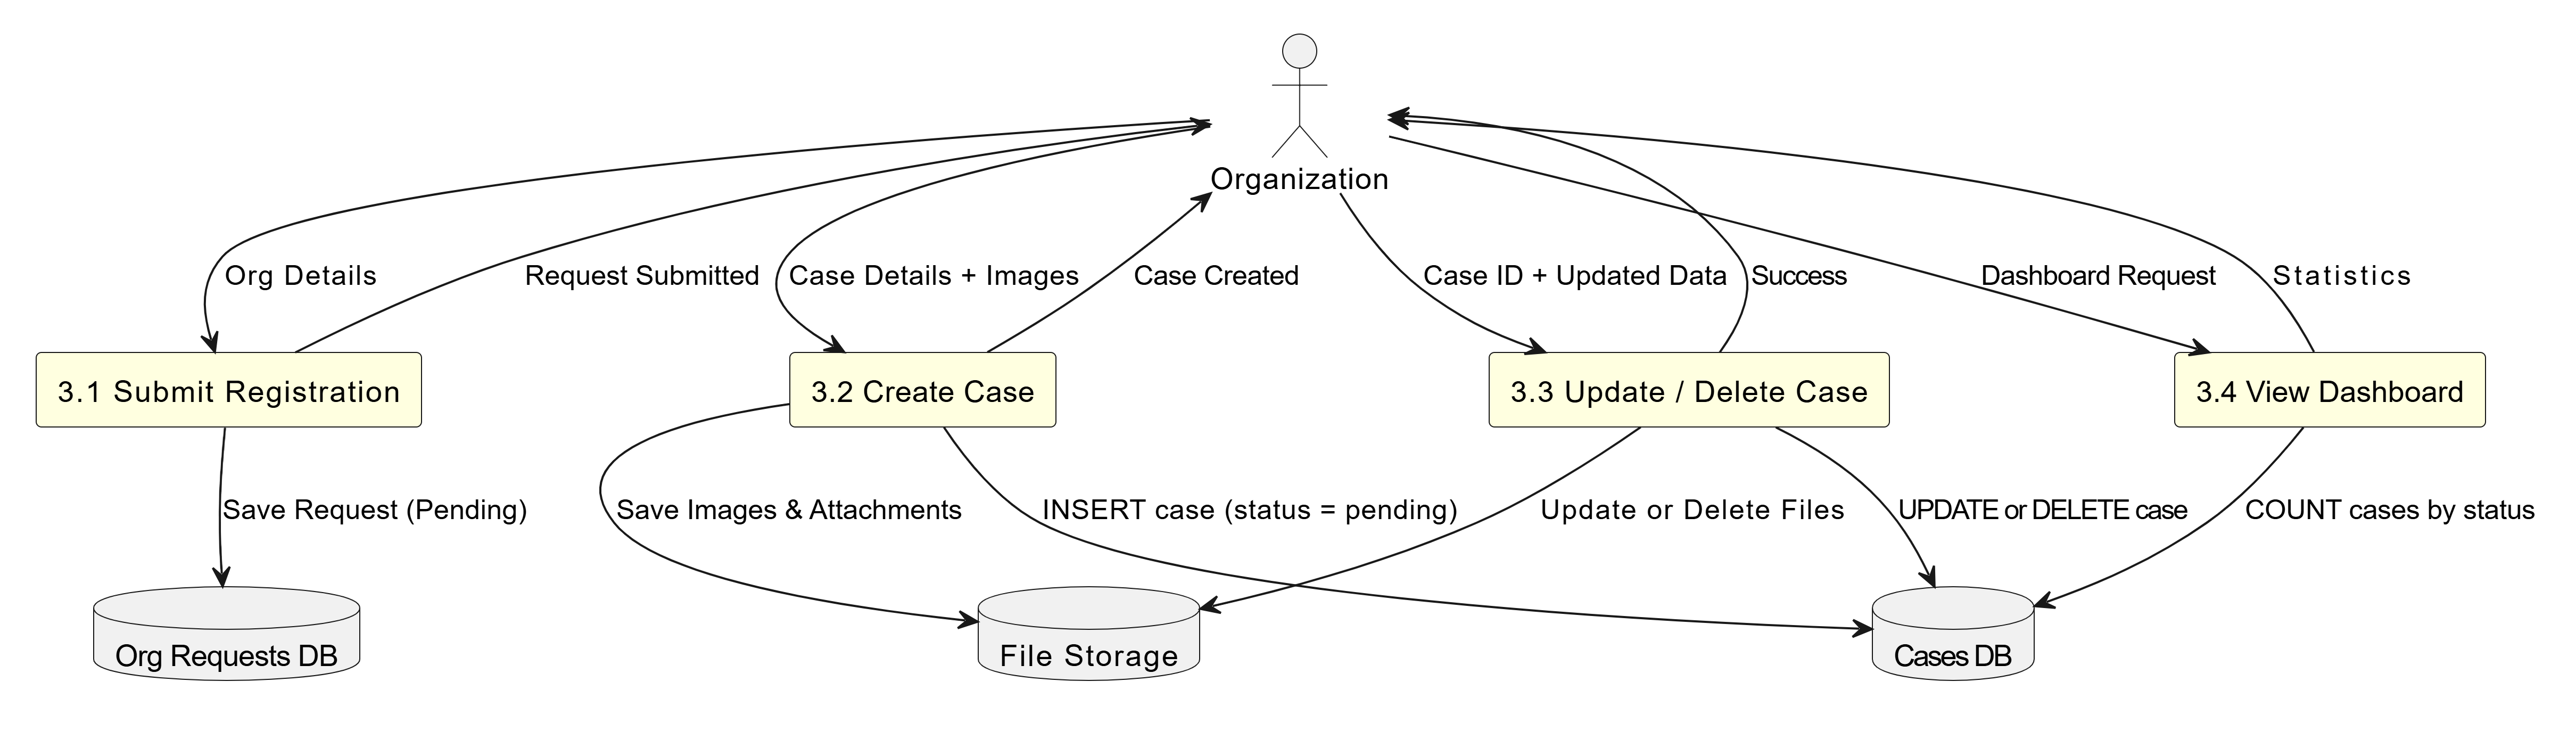 Organization
Org Details
Request Submitted
Case Details + Images
Case Created
Case ID + Updated Data
Success
Dashboard Request
Statistics
3.1 Submit Registration
3.2 Create Case
3.3 Update / Delete Case
3.4 View Dashboard
Save Request (Pending)
Save Images & Attachments
INSERT case (status = pending)
Update or Delete Files
UPDATE or DELETE case
COUNT cases by status
Org Requests DB
File Storage
Cases DB